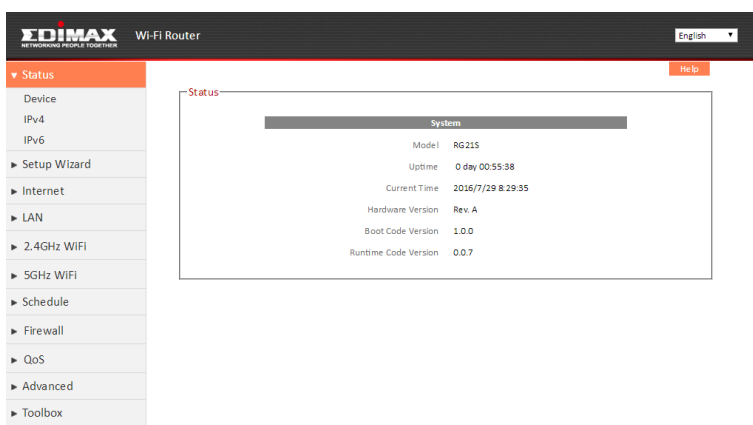 EDIMAX
NETWORKING PEOPLE TOGETHER
Wi-Fi Router
English
Status
Device
IPv4
IPv6
Setup Wizard
Internet
LAN
2.4GHz WiFi
5GHz WiFi
Schedule
Firewall
QoS
Advanced
Toolbox
Help
Status
System
Model RG21S
Uptime 0 day 00:55:38
Current Time 2016/7/29 8:29:35
Hardware Version Rev. A
Boot Code Version 1.0.0
Runtime Code Version 0.0.7